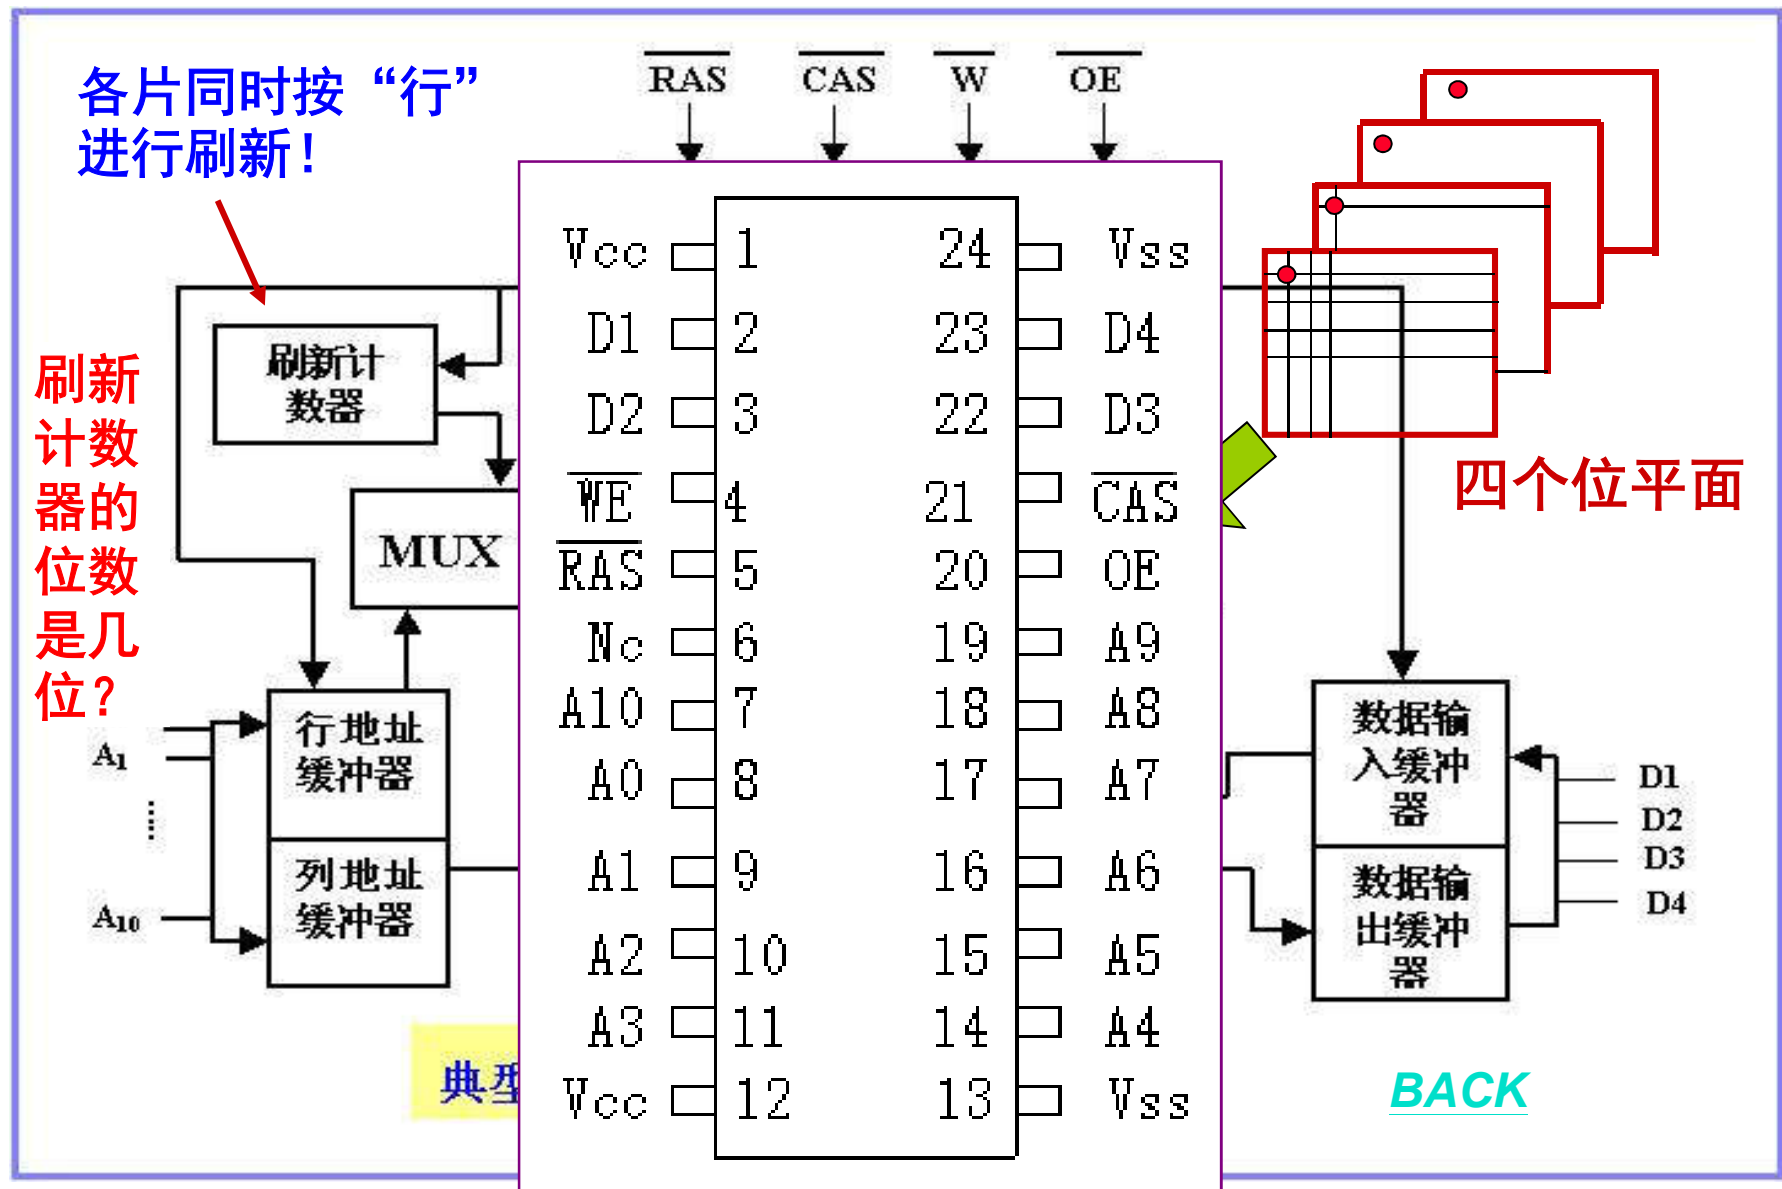 各片同时按“行”
进行刷新！
RAS CAS W OE
刷新计
数器
刷新
计数
器的
位数
是几
位？
MUX
A1
A10
行地址
缓冲器
列地址
缓冲器
典型
Vcc 1 24 Vss
D1 2 23 D4
D2 3 22 D3
WE 4 21 CAS
RAS 5 20 OE
Nc 6 19 A9
A10 7 18 A8
A0 8 17 A7
A1 9 16 A6
A2 10 15 A5
A3 11 14 A4
Vcc 12 13 Vss
四个位平面
数据输
入缓冲
器
数据输
出缓冲
器
D1
D2
D3
D4
BACK